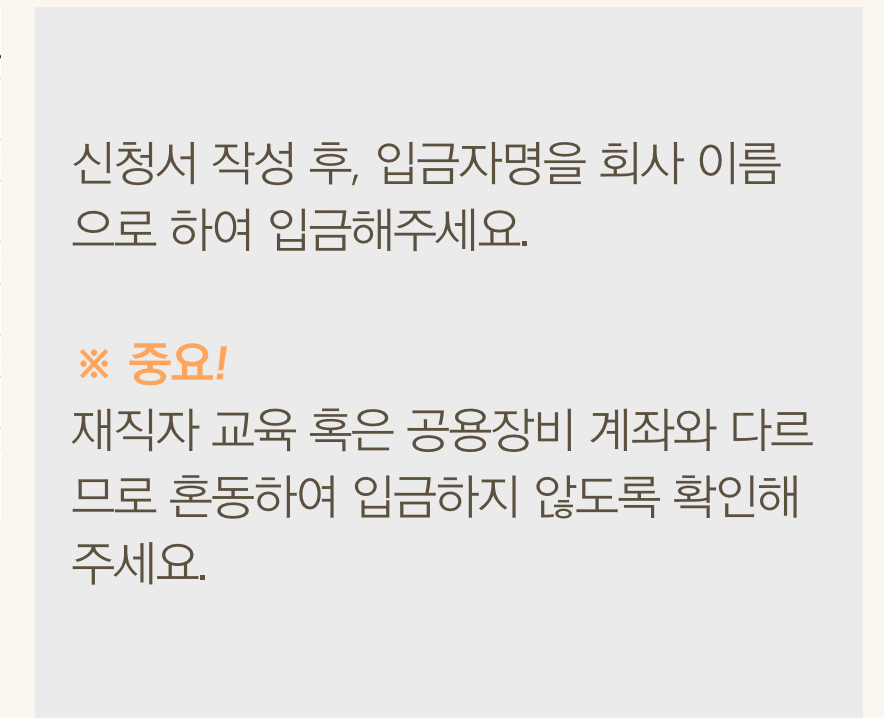 신청서 작성 후, 입금자명을 회사 이름
으로 하여 입금해주세요.
※ 중요!
재직자 교육 혹은 공용장비 계좌와 다르
므로 혼동하여 입금하지 않도록 확인해
주세요.